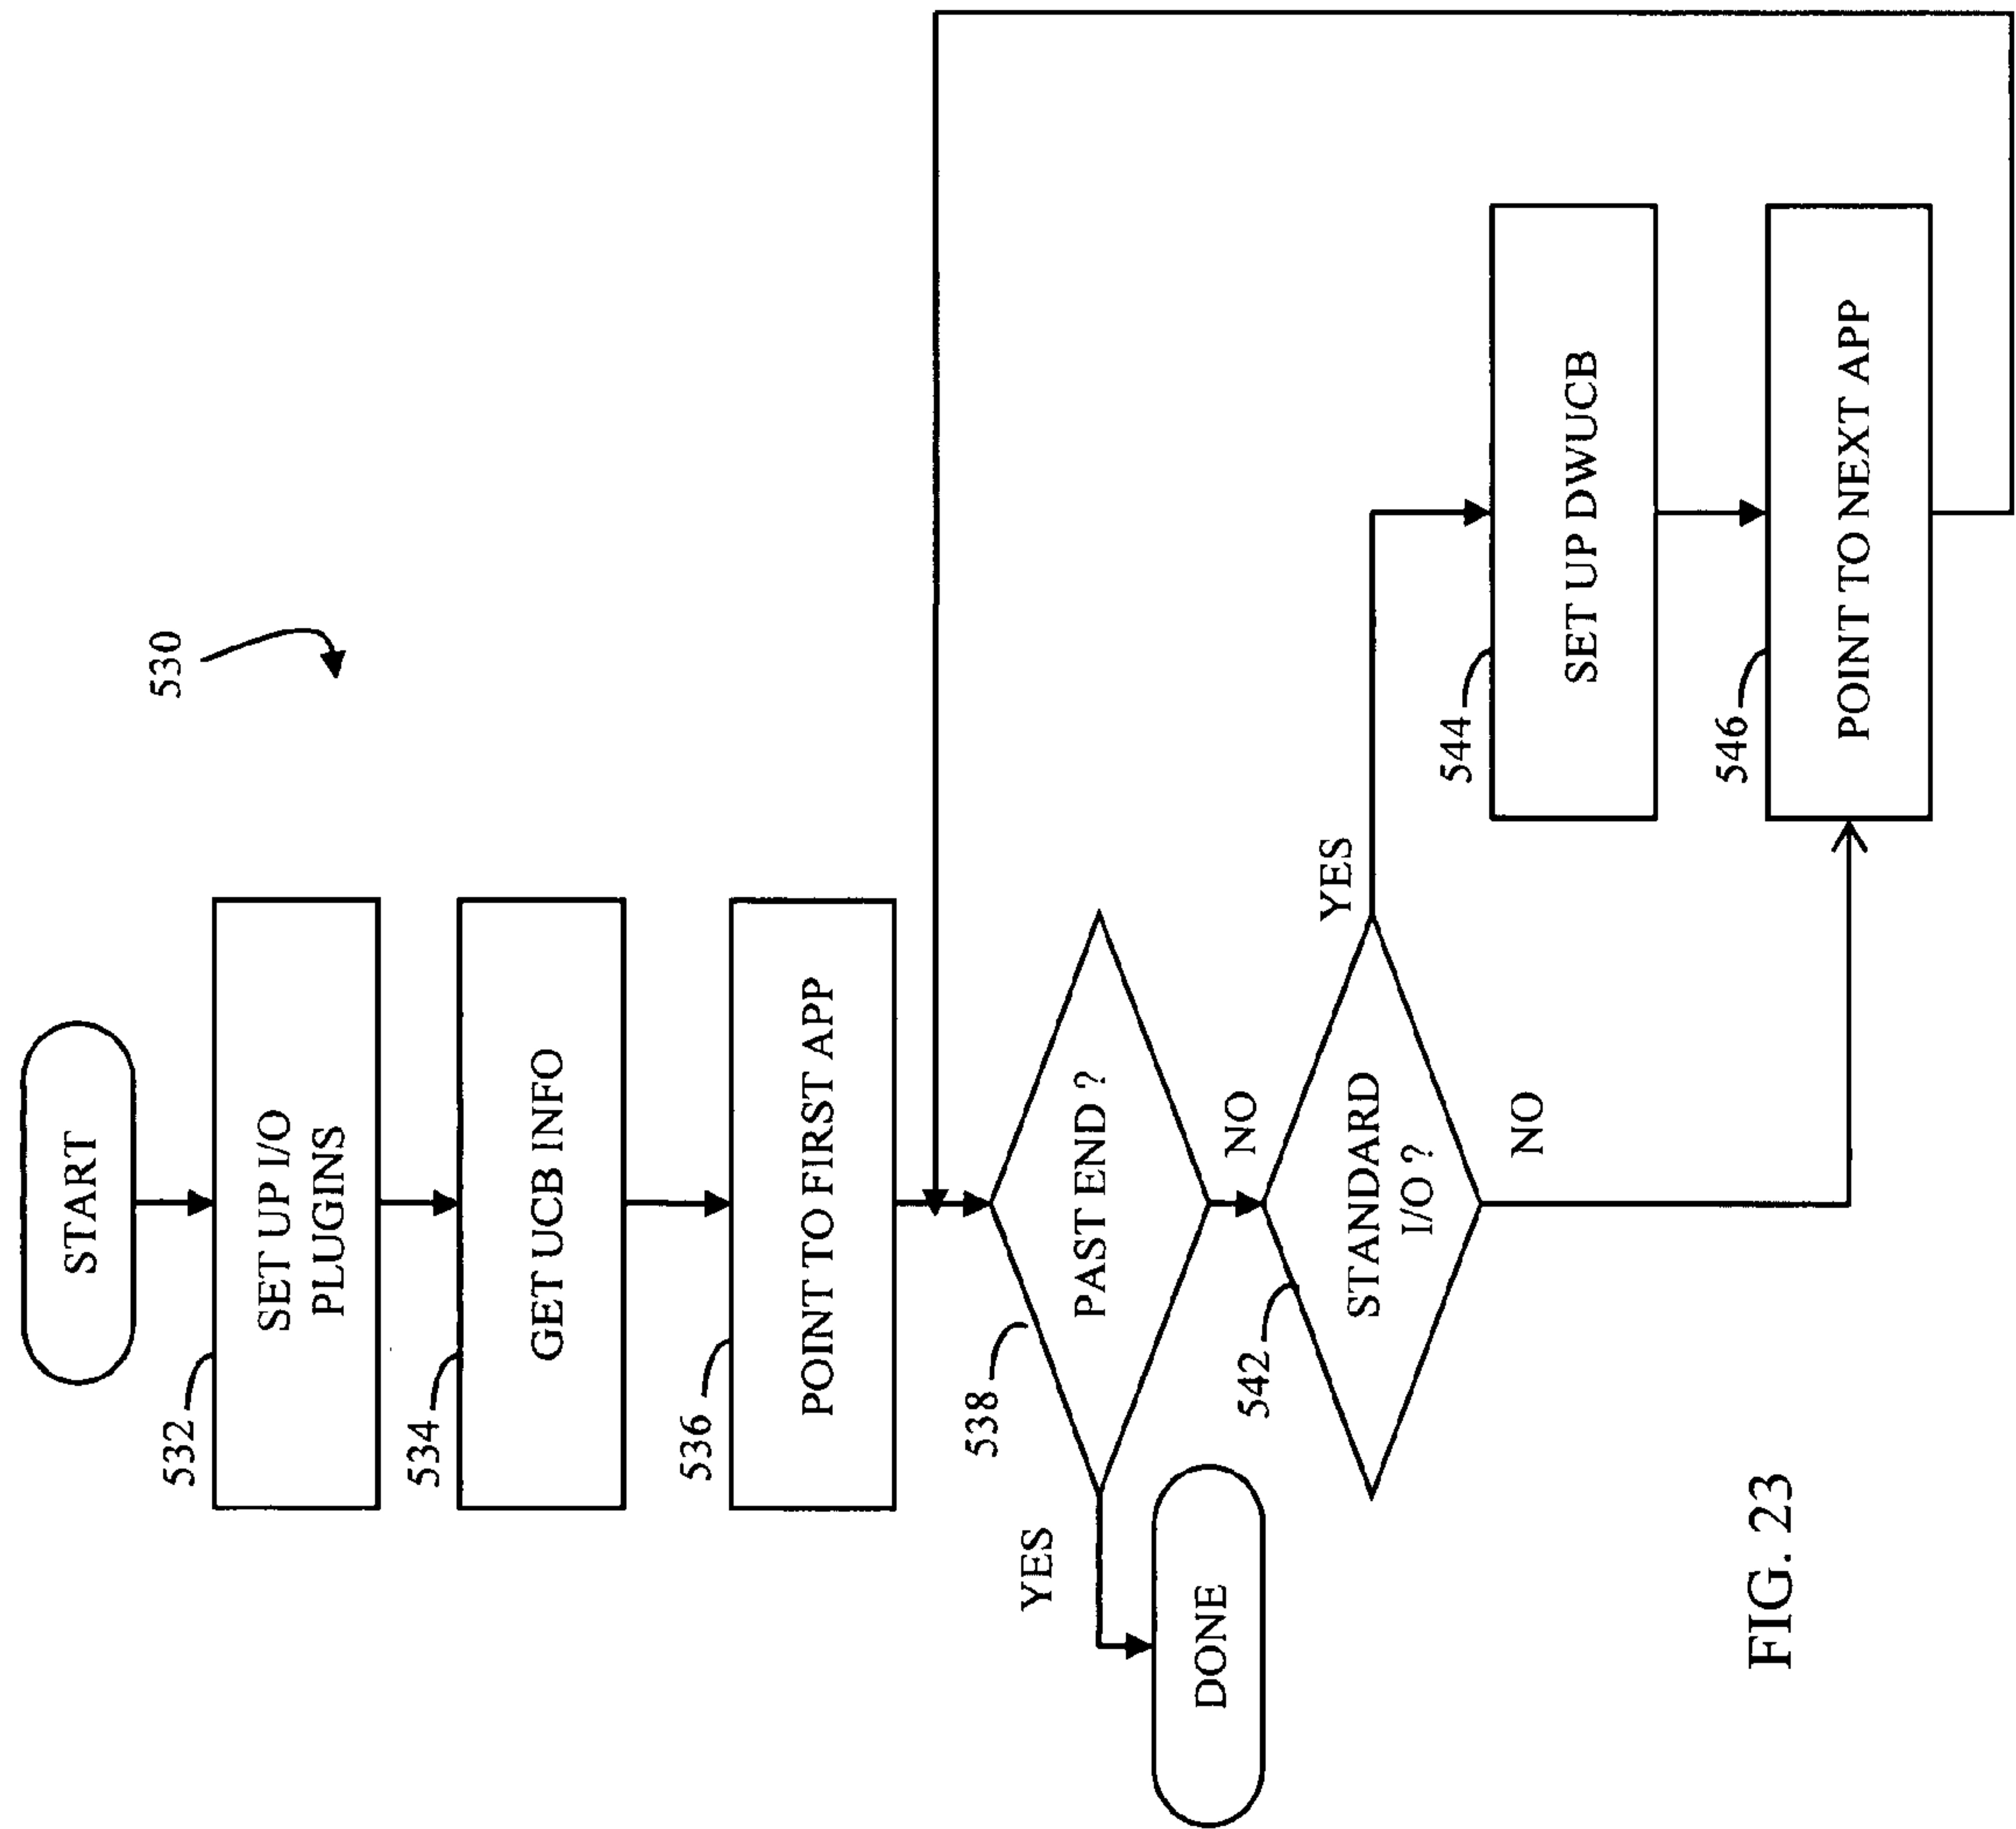 530
START
532
SET UP I/O
PLUGINS
534
GET UCB INFO
536
POINT TO FIRST APP
538
PAST END ?
YES
DONE
NO
542
STANDARD
I/O ?
YES
NO
544
SET UP DWUCB
546
POINT TO NEXT APP
FIG. 23